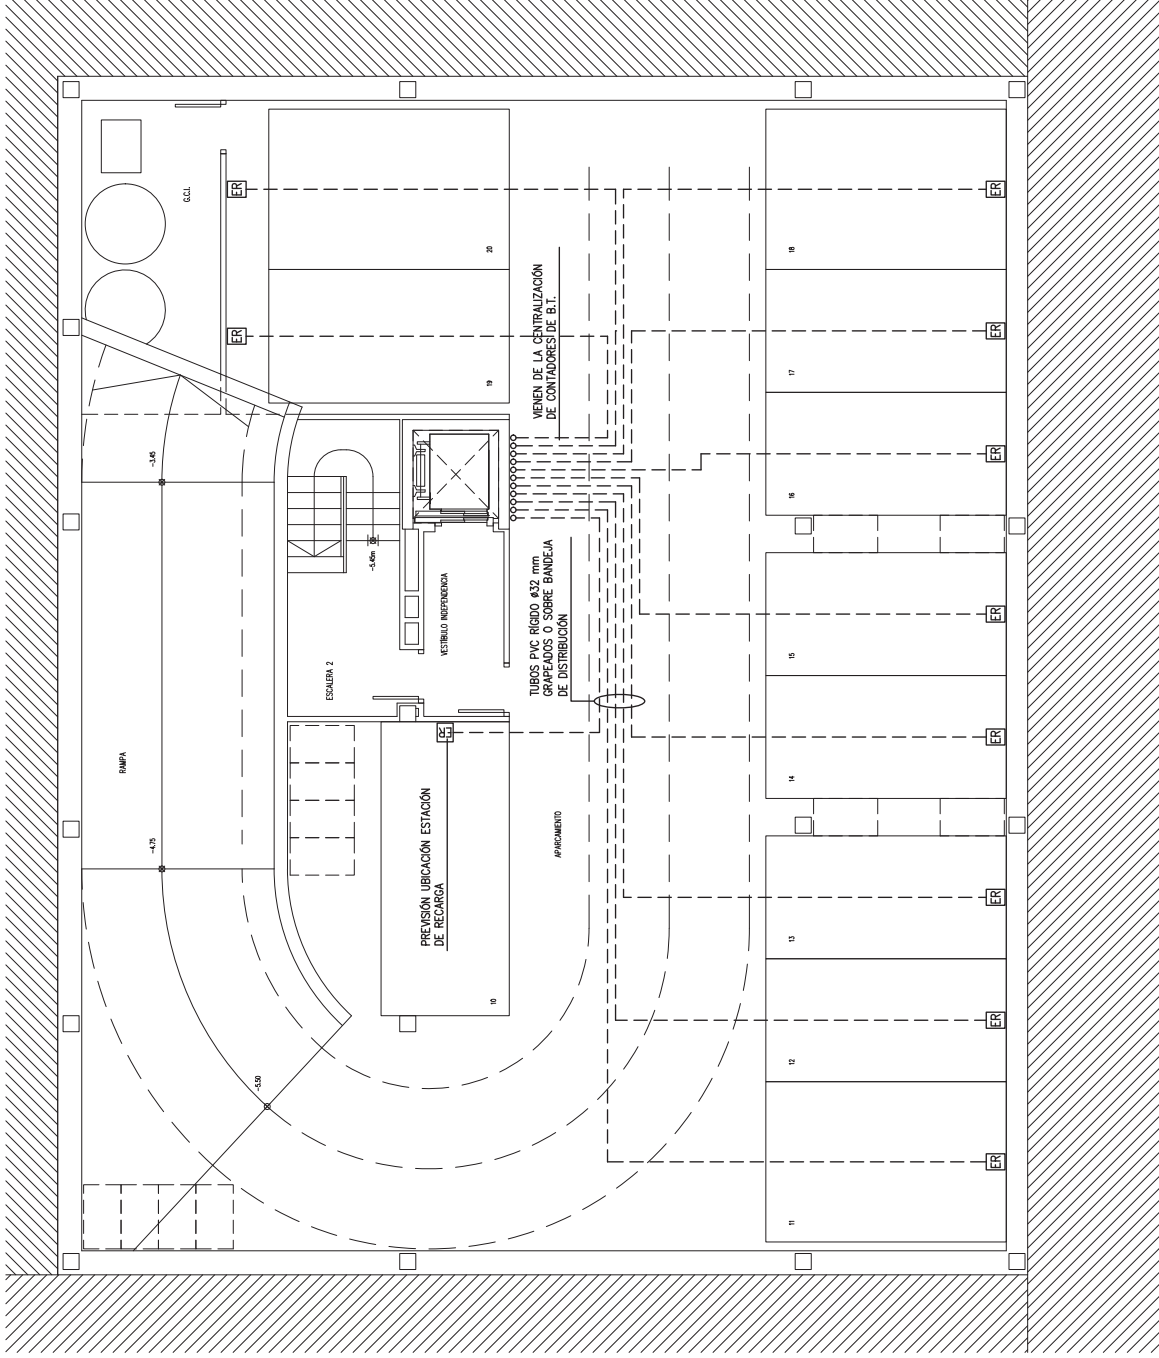 G.C.I.
ER
ER
ER
ER
ER
ER
ER
ER
ER
ER
ER
20
19
18
17
16
15
14
13
12
11
10
VIENEN DE LA CENTRALIZACIÓN
DE CONTADORES DE B.T.
-3.45
-5.45m
VESTÍBULO INDEPENDENCIA
TUBOS PVC RÍGIDO ø32 mm
GRAPEADOS O SOBRE BANDEJA
DE DISTRIBUCIÓN
ESCALERA 2
RAMPA
-4.75
PREVISIÓN UBICACIÓN ESTACIÓN
DE RECARGA
APARCAMIENTO
-5.50